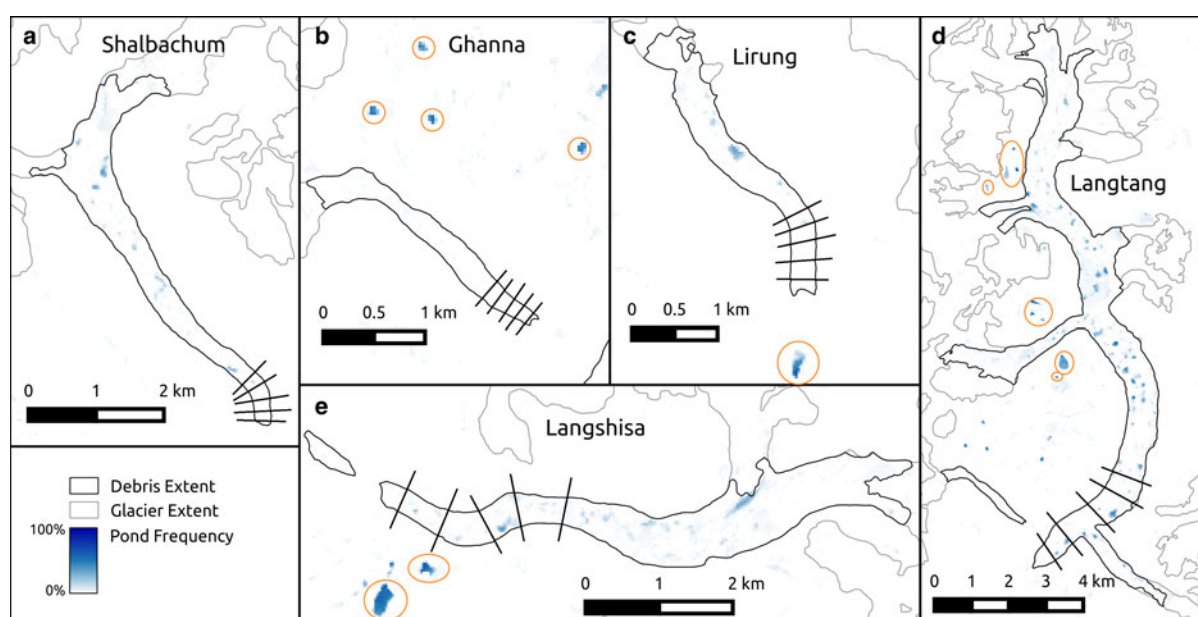 a
Shalbachum
0 1 2 km
b
Ghanna
0 0.5 1 km
c
Lirung
0 0.5 1 km
d
Langtang
0 1 2 3 4 km
e
Langshisa
0 1 2 km
Debris Extent
Glacier Extent
100%
Pond Frequency
0%